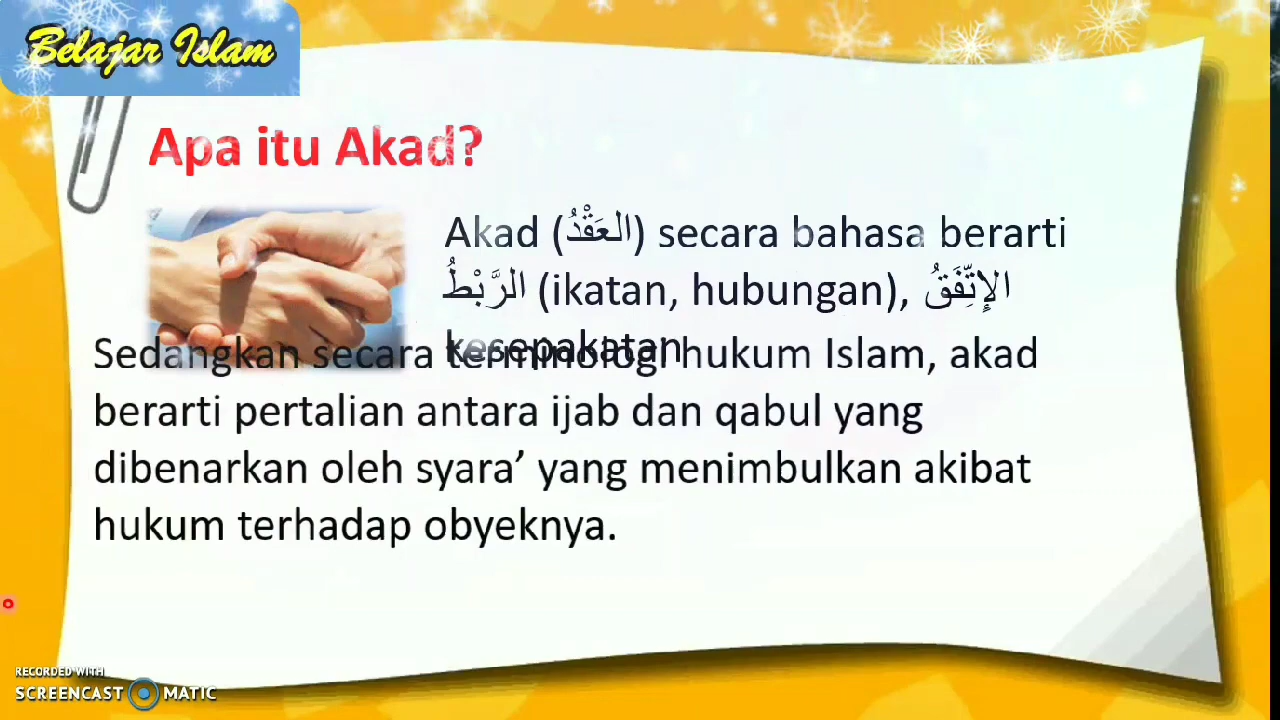 Belajar Islam
Apa itu Akad?
Akad (العَقْدُ) secara bahasa berarti
الرَّبْطُ (ikatan, hubungan), الإِتِّفَقُ
kesepakatan
Sedangkan secara terminologi hukum Islam, akad
berarti pertalian antara ijab dan qabul yang
dibenarkan oleh syara’ yang menimbulkan akibat
hukum terhadap obyeknya.
RECORDED WITH
SCREENCAST MATIC